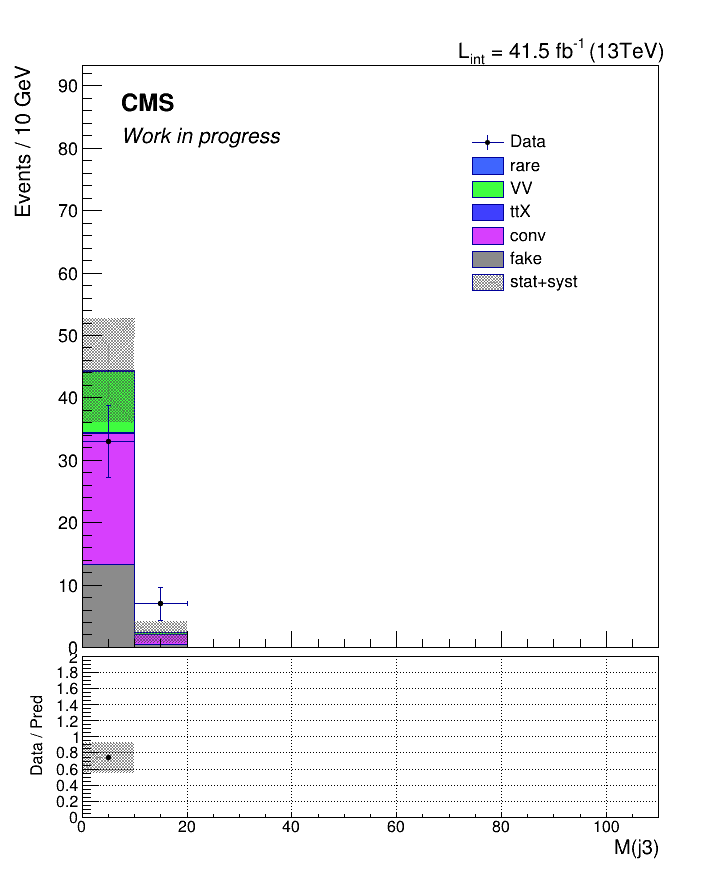 L_int = 41.5 fb^-1 (13TeV)
Events / 10 GeV
CMS
Work in progress
Data
rare
VV
ttX
conv
fake
stat+syst
90
80
70
60
50
40
30
20
10
0
Data / Pred
2
1.8
1.6
1.4
1.2
1
0.8
0.6
0.4
0.2
0
0 20 40 60 80 100
M(j3)